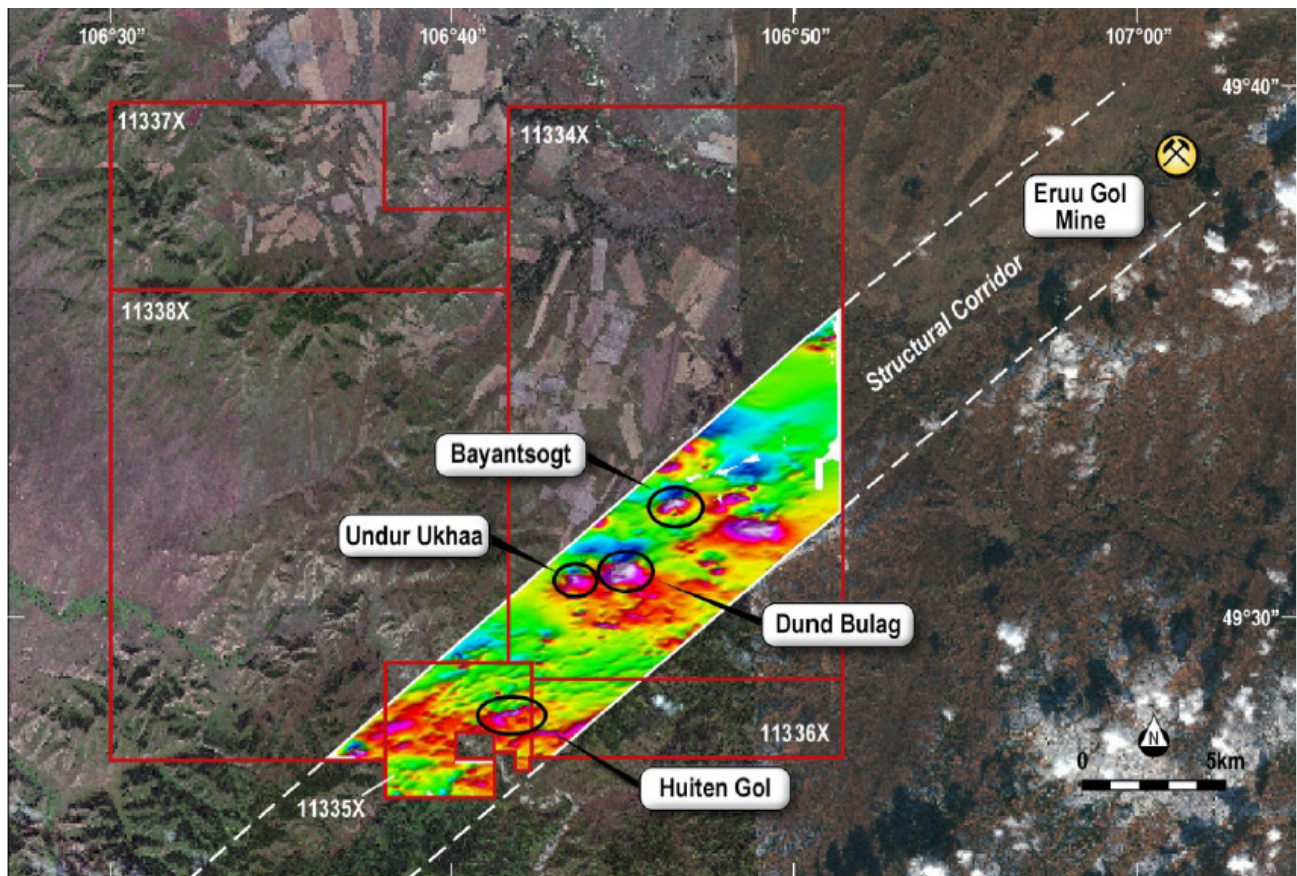 106°30”
106°40”
106°50”
107°00”
49°40”
11337X
11334X
Eruu Gol
Mine
Structural Corridor
11338X
Bayantsogt
Undur Ukhaa
Dund Bulag
49°30”
11336X
N
0
5km
Huiten Gol
11335X